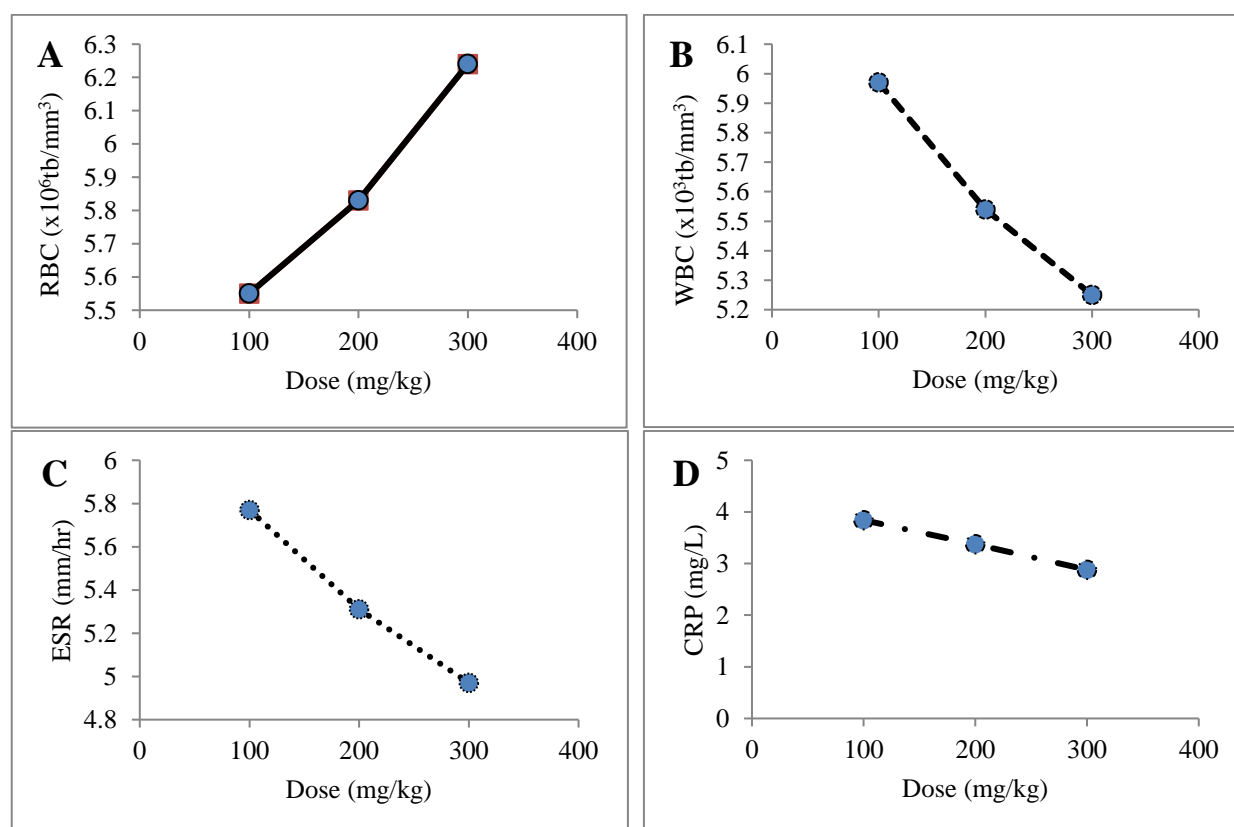 A
RBC (x10⁶tb/mm³)
6.3
6.2
6.1
6
5.9
5.8
5.7
5.6
5.5
0 100 200 300 400
Dose (mg/kg)
B
WBC (x10³tb/mm³)
6.1
6
5.9
5.8
5.7
5.6
5.5
5.4
5.3
5.2
0 100 200 300 400
Dose (mg/kg)
C
ESR (mm/hr)
6
5.8
5.6
5.4
5.2
5
4.8
0 100 200 300 400
Dose (mg/kg)
D
CRP (mg/L)
5
4
3
2
1
0
0 100 200 300 400
Dose (mg/kg)